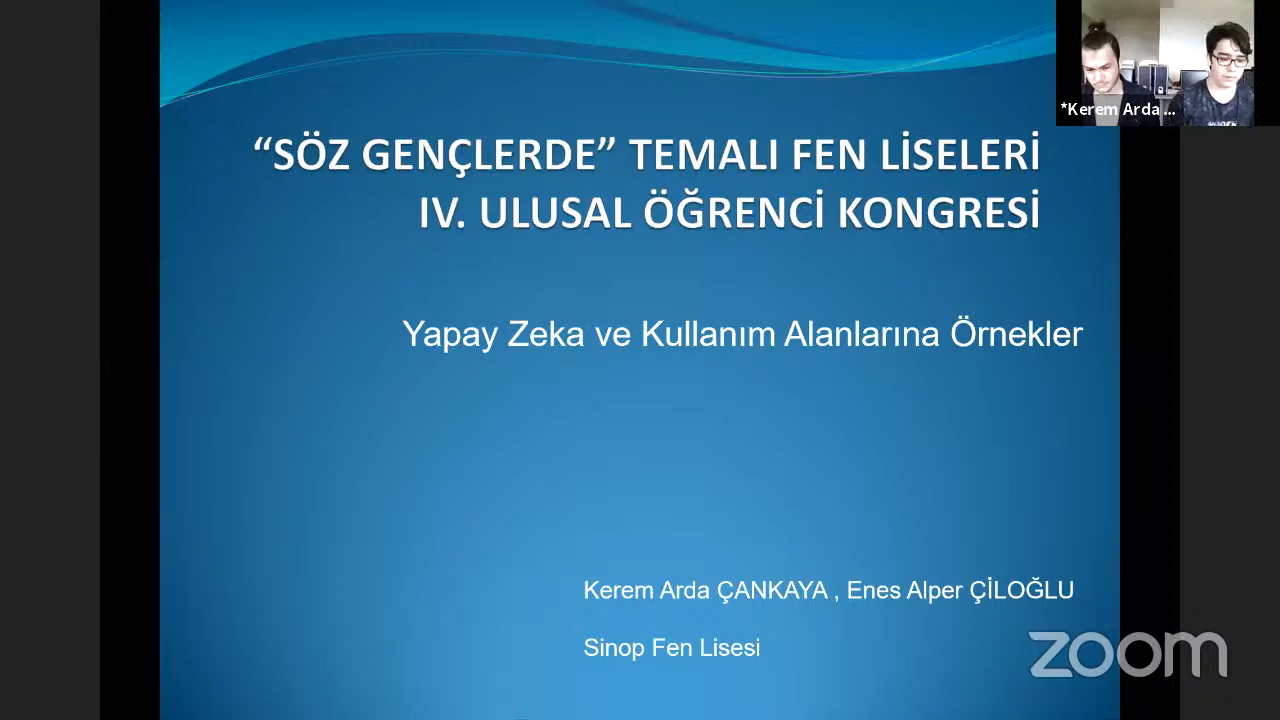 *Kerem Arda ...
“SÖZ GENÇLERDE” TEMALI FEN LİSELERİ
IV. ULUSAL ÖĞRENCİ KONGRESİ
Yapay Zeka ve Kullanım Alanlarına Örnekler
Kerem Arda ÇANKAYA , Enes Alper ÇİLOĞLU
Sinop Fen Lisesi
zoom